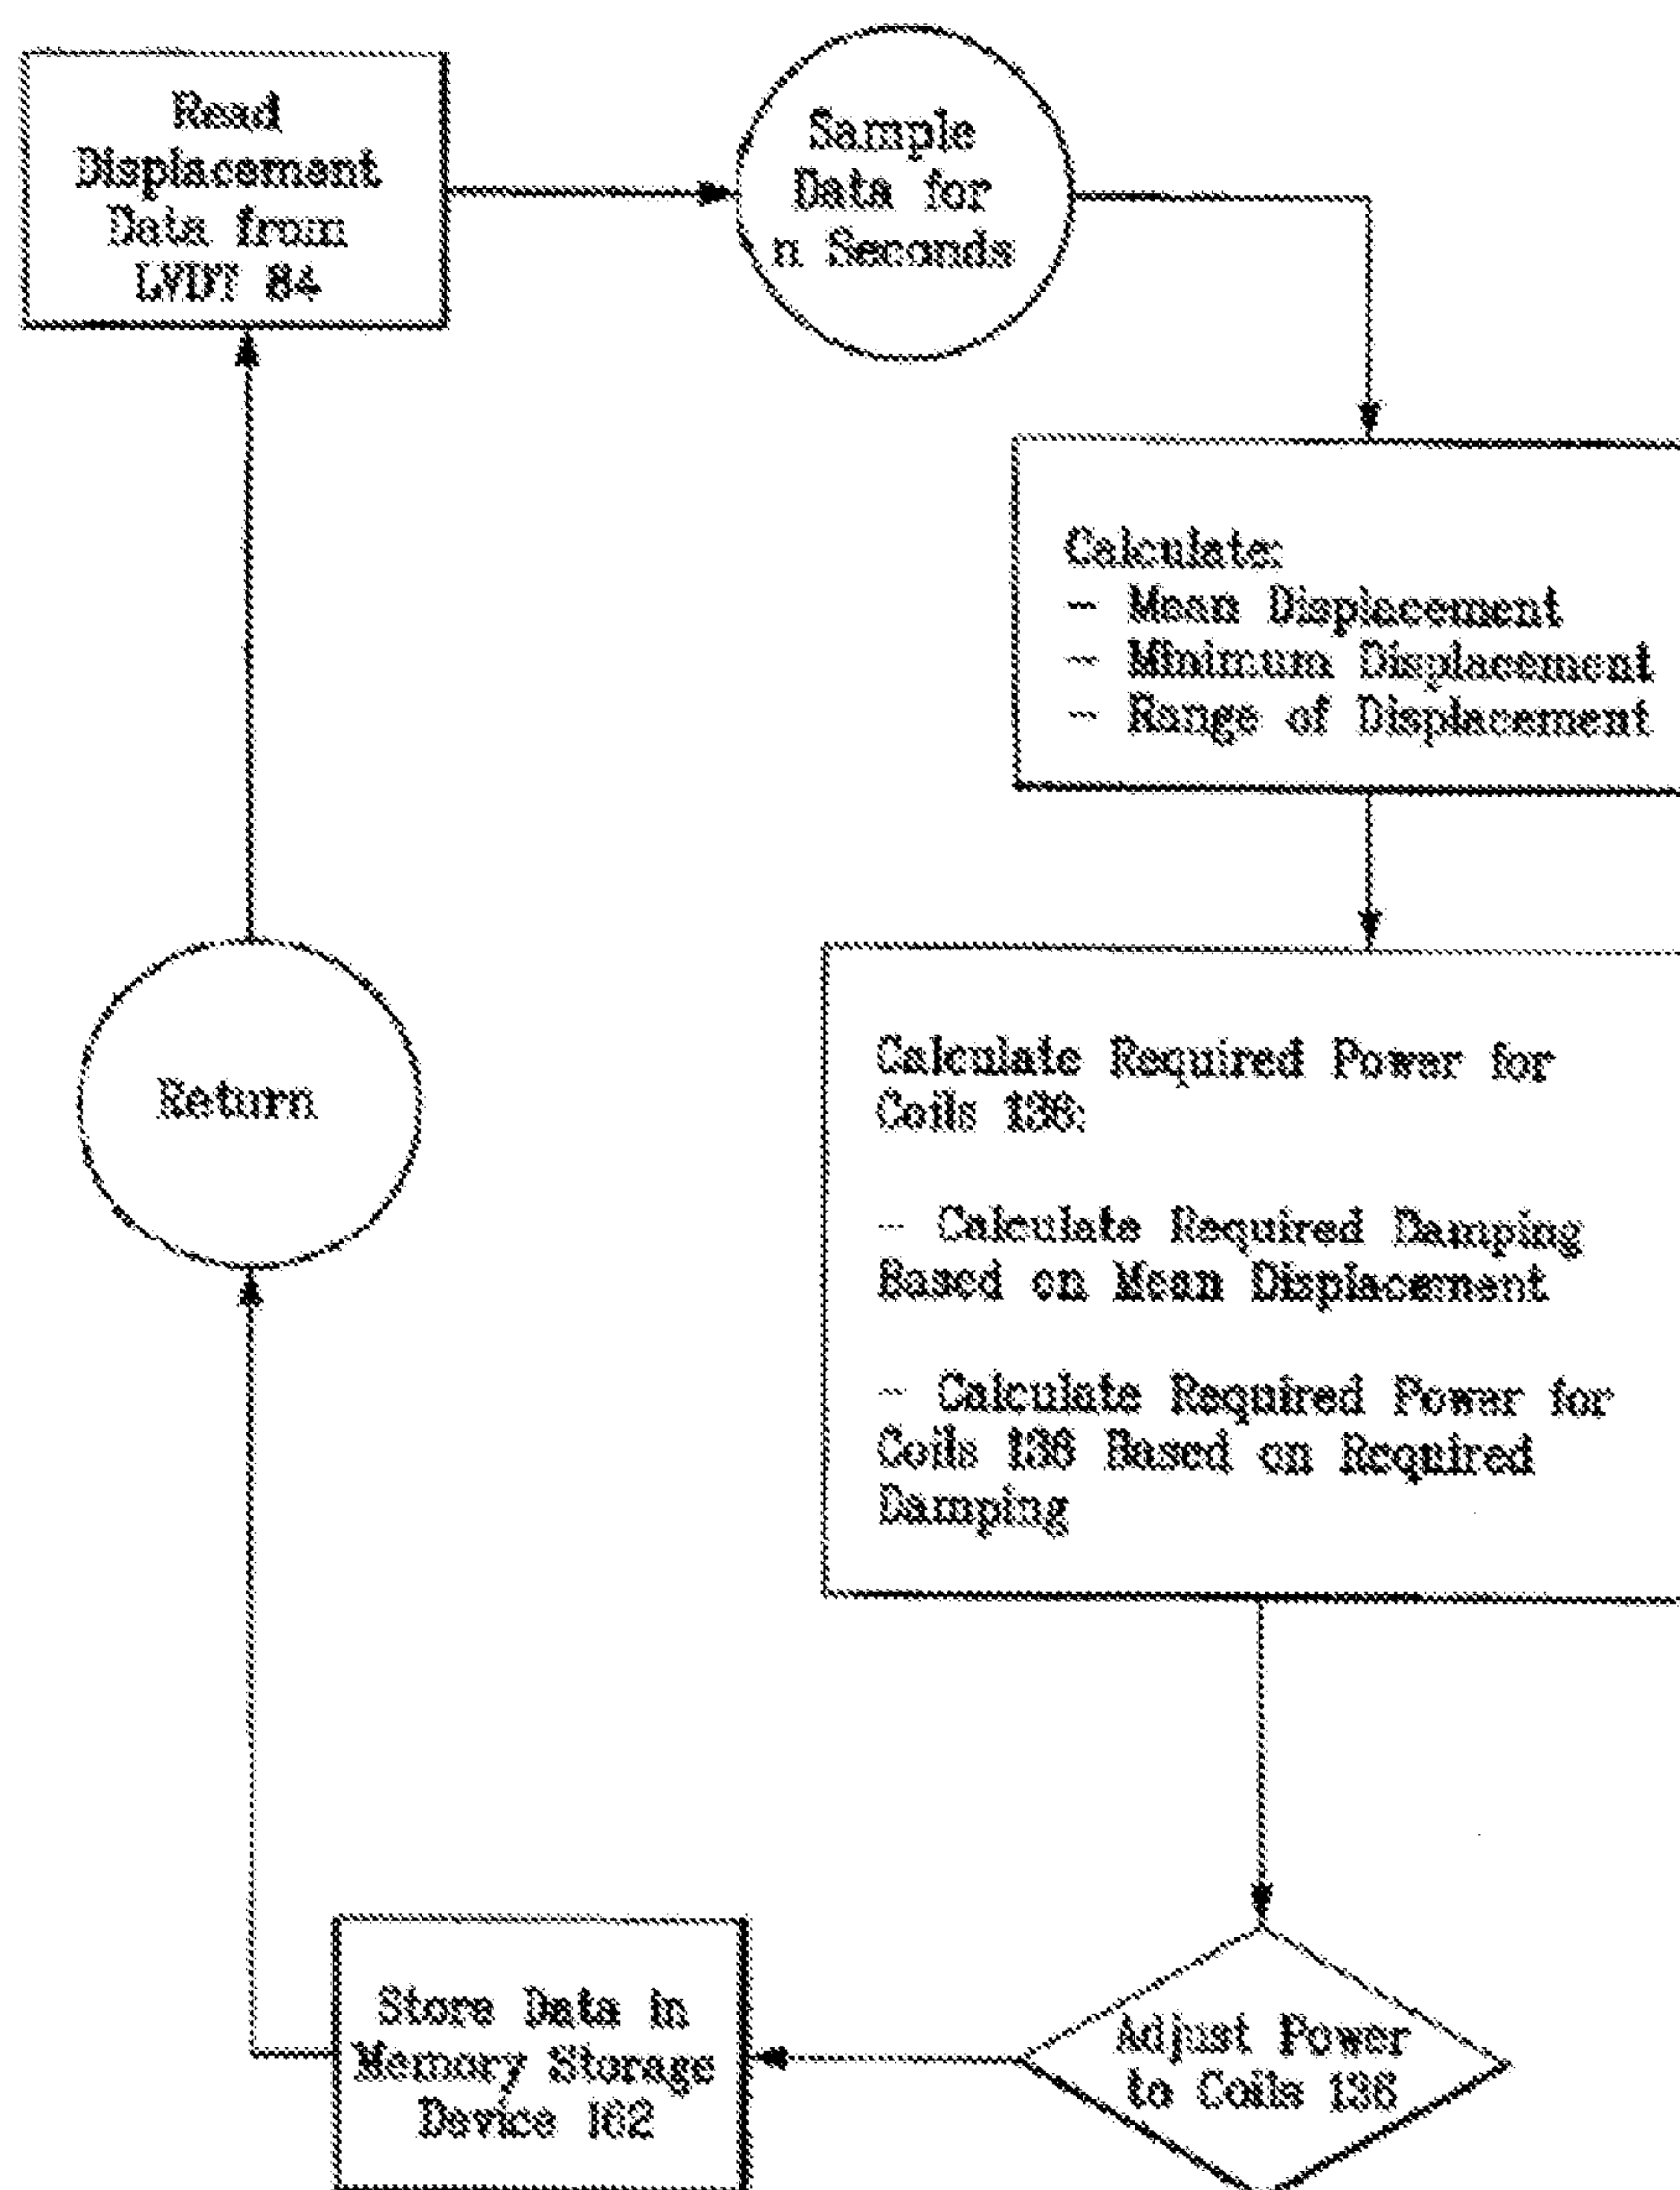 Read
Displacement
Data from
LVDT 84
Sample
Data for
n Seconds
Calculate:
- Mean Displacement
- Minimum Displacement
- Range of Displacement
Calculate Required Power for
Coils 136:
- Calculate Required Damping
Based on Mean Displacement
- Calculate Required Power for
Coils 136 Based on Required
Damping
Adjust Power
to Coils 136
Store Data in
Memory Storage
Device 162
Return